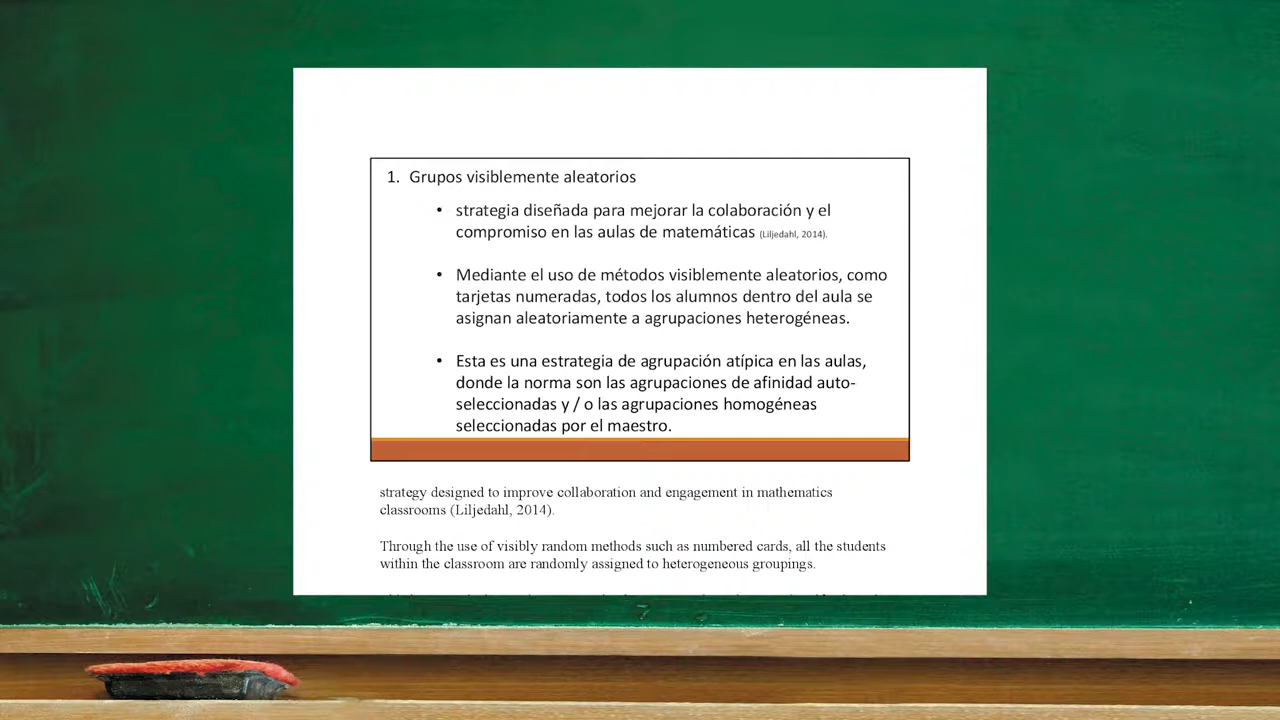 1. Grupos visiblemente aleatorios
• strategia diseñada para mejorar la colaboración y el
compromiso en las aulas de matemáticas (Liljedahl, 2014).
• Mediante el uso de métodos visiblemente aleatorios, como
tarjetas numeradas, todos los alumnos dentro del aula se
asignan aleatoriamente a agrupaciones heterogéneas.
• Esta es una estrategia de agrupación atípica en las aulas,
donde la norma son las agrupaciones de afinidad auto-
seleccionadas y / o las agrupaciones homogéneas
seleccionadas por el maestro.
strategy designed to improve collaboration and engagement in mathematics
classrooms (Liljedahl, 2014).
Through the use of visibly random methods such as numbered cards, all the students
within the classroom are randomly assigned to heterogeneous groupings.